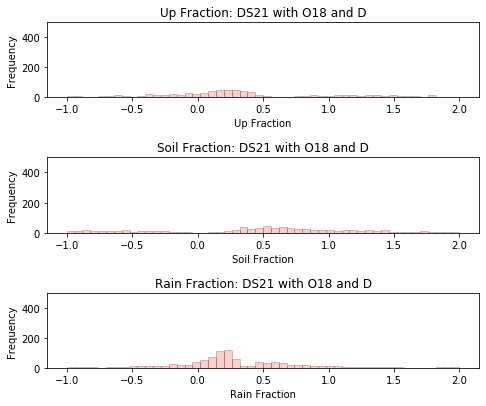 Up Fraction: DS21 with O18 and D
400
200
0
Frequency
−1.0 −0.5 0.0 0.5 1.0 1.5 2.0
Up Fraction
Soil Fraction: DS21 with O18 and D
400
200
0
Frequency
−1.0 −0.5 0.0 0.5 1.0 1.5 2.0
Soil Fraction
Rain Fraction: DS21 with O18 and D
400
200
0
Frequency
−1.0 −0.5 0.0 0.5 1.0 1.5 2.0
Rain Fraction